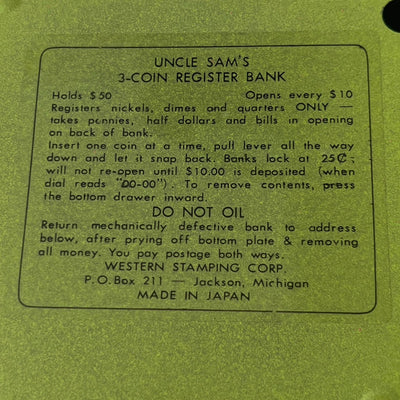 UNCLE SAM'S
3-COIN REGISTER BANK
Holds $50 Opens every $10
Registers nickels, dimes and quarters ONLY —
takes pennies, half dollars and bills in opening
an back of bank.
Insert one coin at a time, pull lever all the way
down and let it snap back. Banks lock at 25¢;
will not re-open until $10.00 is deposited (when
dial reads "00-00"). To remove contents, press
the bottom drawer inward.
DO NOT OIL
Return mechanically defective bank to address
below, after prying off bottom plate & removing
all money. You pay postage both ways.
WESTERN STAMPING CORP.
P.O. Box 211 — Jackson, Michigan
MADE IN JAPAN